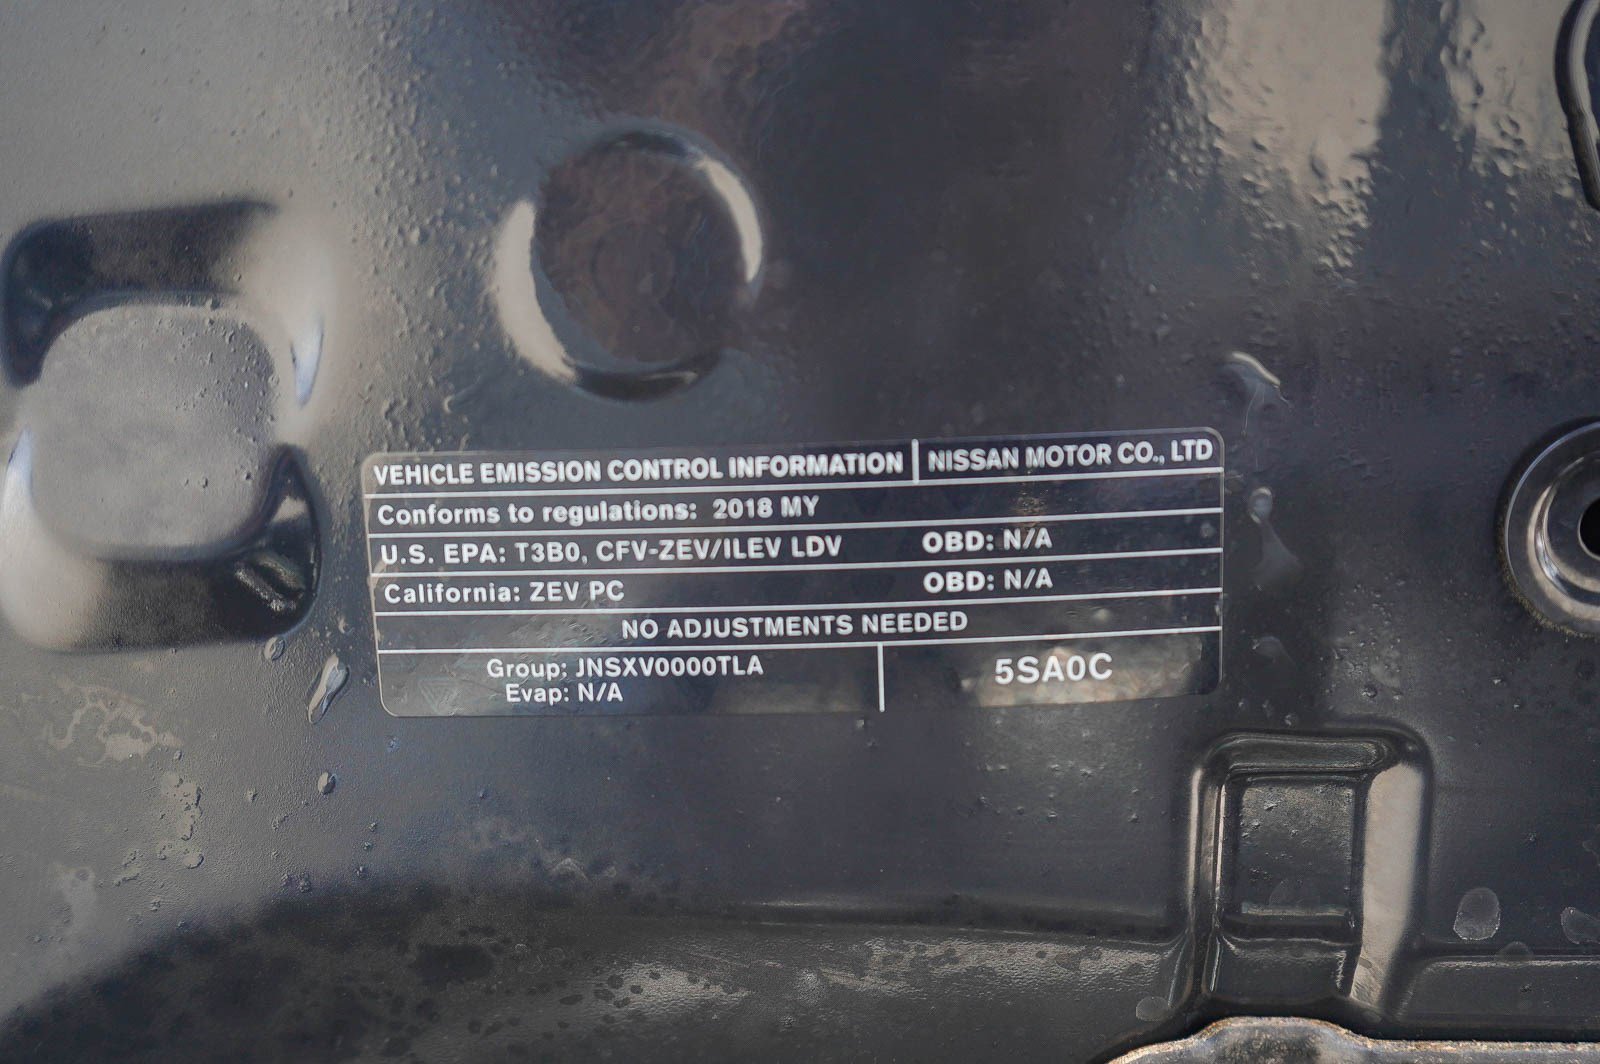 VEHICLE EMISSION CONTROL INFORMATION NISSAN MOTOR CO., LTD
Conforms to regulations: 2018 MY
U.S. EPA: T3B0, CFV-ZEV/ILEV LDV OBD: N/A
California: ZEV PC OBD: N/A
NO ADJUSTMENTS NEEDED
Group: JNSXV0000TLA 5SA0C
Evap: N/A